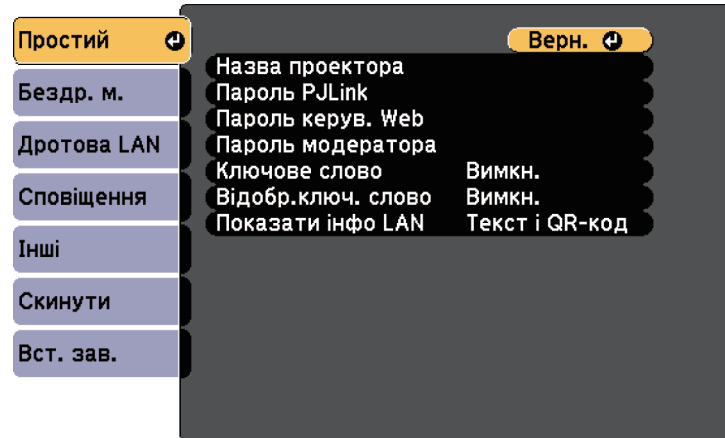 Простий
Бездр. м.
Дротова LAN
Сповіщення
Інші
Скинути
Вст. зав.
Верн.
Назва проектора
Пароль PJLink
Пароль керув. Web
Пароль модератора
Ключове слово Вимкн.
Відобр.ключ. слово Вимкн.
Показати інфо LAN Текст і QR-код